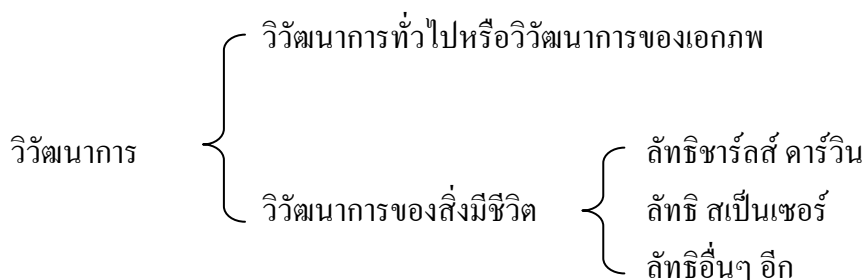 วิวัฒนาการทั่วไปหรือวิวัฒนาการของเอกภพ
วิวัฒนาการ
ลัทธิชาร์ลส์ ดาร์วิน
วิวัฒนาการของสิ่งมีชีวิต
ลัทธิ สเป็นเซอร์
ลัทธิอื่นๆ อีก